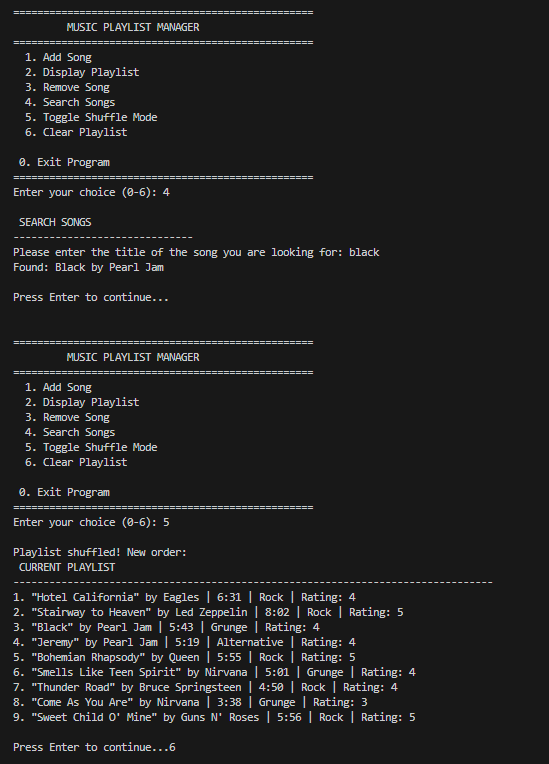 ==================================================
MUSIC PLAYLIST MANAGER
==================================================
1. Add Song
2. Display Playlist
3. Remove Song
4. Search Songs
5. Toggle Shuffle Mode
6. Clear Playlist
0. Exit Program
==================================================
Enter your choice (0-6): 4
SEARCH SONGS
------------------------------
Please enter the title of the song you are looking for: black
Found: Black by Pearl Jam
Press Enter to continue...
==================================================
MUSIC PLAYLIST MANAGER
==================================================
1. Add Song
2. Display Playlist
3. Remove Song
4. Search Songs
5. Toggle Shuffle Mode
6. Clear Playlist
0. Exit Program
==================================================
Enter your choice (0-6): 5
Playlist shuffled! New order:
CURRENT PLAYLIST
--------------------------------------------------------------------------------
1. "Hotel California" by Eagles | 6:31 | Rock | Rating: 4
2. "Stairway to Heaven" by Led Zeppelin | 8:02 | Rock | Rating: 5
3. "Black" by Pearl Jam | 5:43 | Grunge | Rating: 4
4. "Jeremy" by Pearl Jam | 5:19 | Alternative | Rating: 4
5. "Bohemian Rhapsody" by Queen | 5:55 | Rock | Rating: 5
6. "Smells Like Teen Spirit" by Nirvana | 5:01 | Grunge | Rating: 4
7. "Thunder Road" by Bruce Springsteen | 4:50 | Rock | Rating: 4
8. "Come As You Are" by Nirvana | 3:38 | Grunge | Rating: 3
9. "Sweet Child O' Mine" by Guns N' Roses | 5:56 | Rock | Rating: 5
Press Enter to continue...6